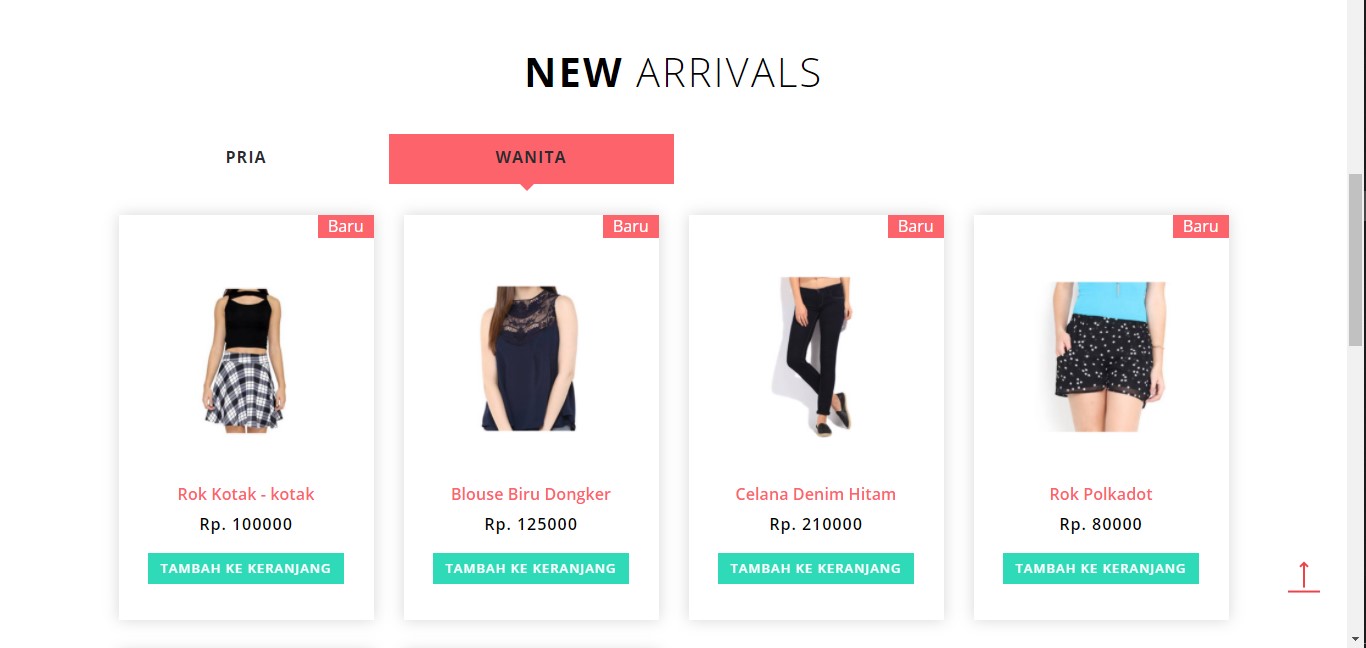 NEW ARRIVALS
PRIA
WANITA
Baru
Baru
Baru
Baru
Rok Kotak - kotak
Blouse Biru Dongker
Celana Denim Hitam
Rok Polkadot
Rp. 100000
Rp. 125000
Rp. 210000
Rp. 80000
TAMBAH KE KERANJANG
TAMBAH KE KERANJANG
TAMBAH KE KERANJANG
TAMBAH KE KERANJANG